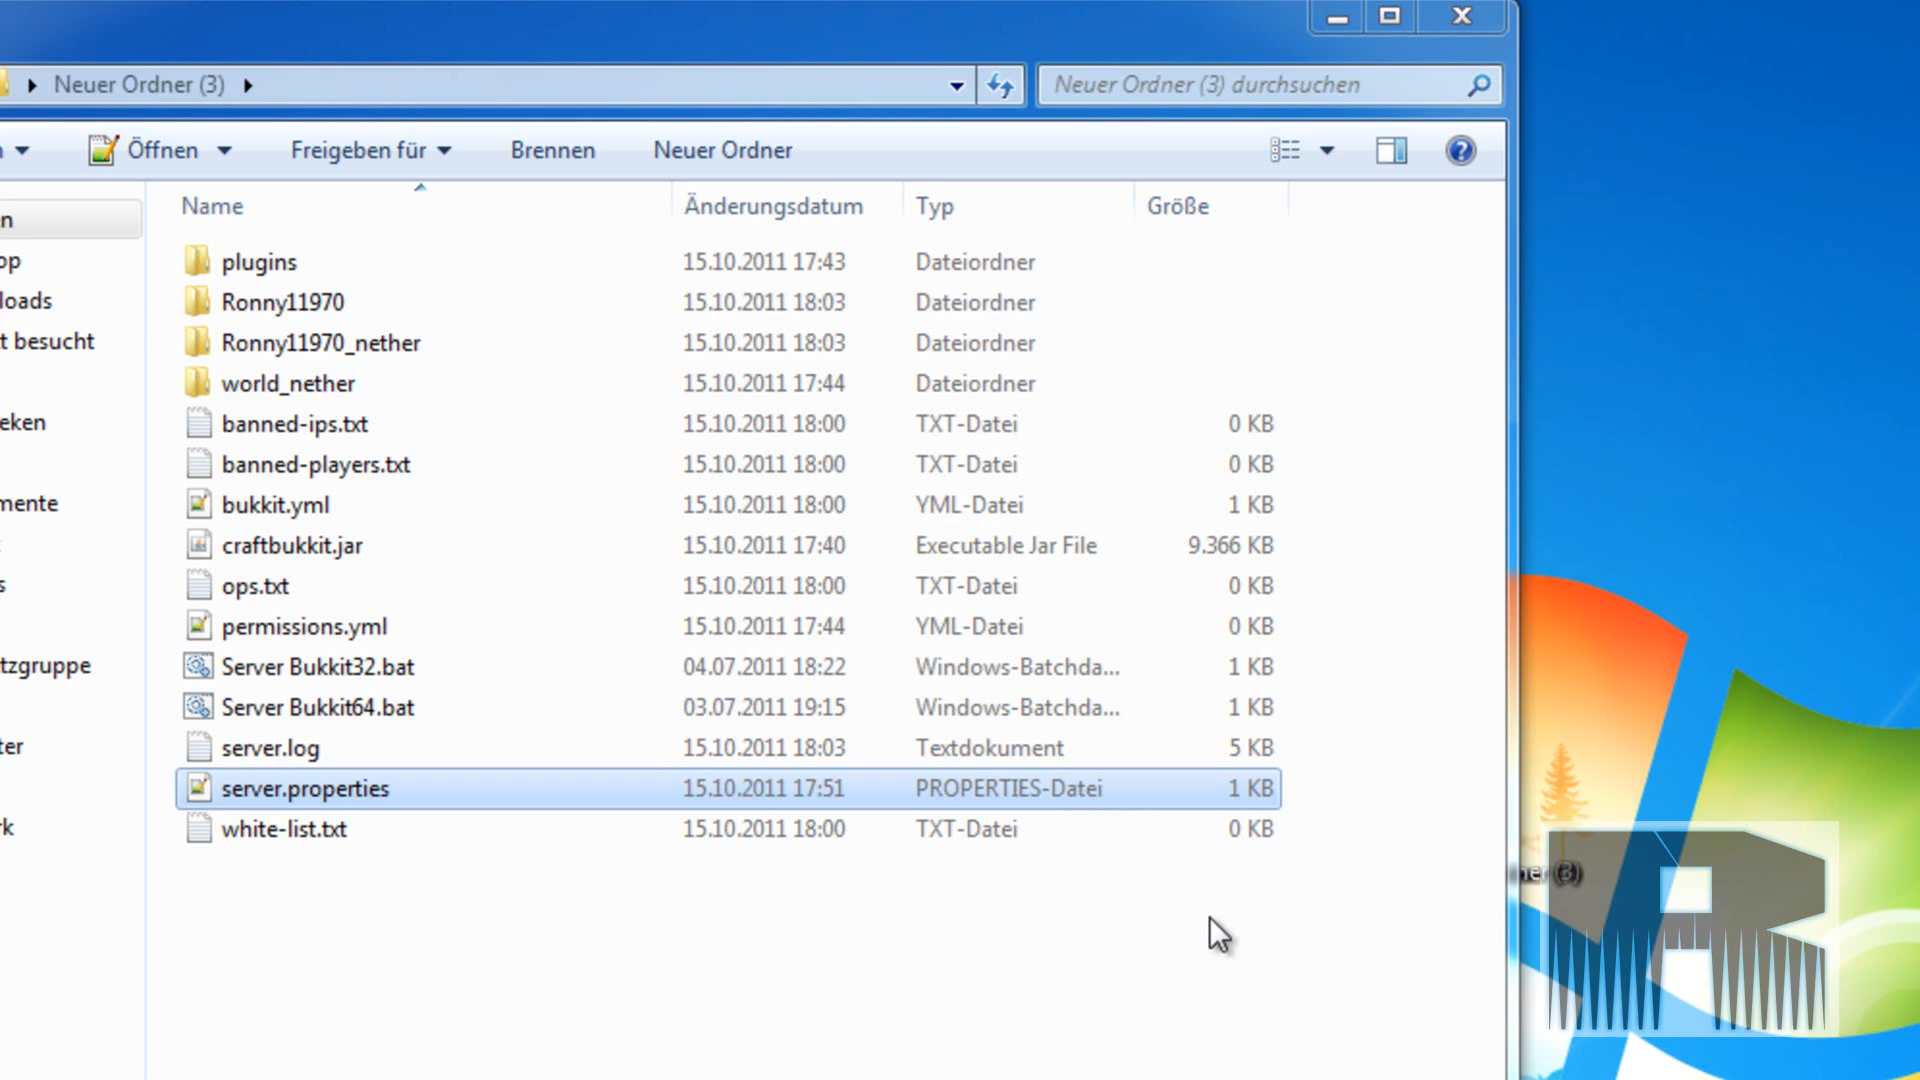 Neuer Ordner (3)
Neuer Ordner (3) durchsuchen
Öffnen Freigeben für Brennen Neuer Ordner
Name Änderungsdatum Typ Größe
plugins 15.10.2011 17:43 Dateiordner
Ronny11970 15.10.2011 18:03 Dateiordner
Ronny11970_nether 15.10.2011 18:03 Dateiordner
world_nether 15.10.2011 17:44 Dateiordner
banned-ips.txt 15.10.2011 18:00 TXT-Datei 0 KB
banned-players.txt 15.10.2011 18:00 TXT-Datei 0 KB
bukkit.yml 15.10.2011 18:00 YML-Datei 1 KB
craftbukkit.jar 15.10.2011 17:40 Executable Jar File 9.366 KB
ops.txt 15.10.2011 18:00 TXT-Datei 0 KB
permissions.yml 15.10.2011 17:44 YML-Datei 0 KB
Server Bukkit32.bat 04.07.2011 18:22 Windows-Batchda... 1 KB
Server Bukkit64.bat 03.07.2011 19:15 Windows-Batchda... 1 KB
server.log 15.10.2011 18:03 Textdokument 5 KB
server.properties 15.10.2011 17:51 PROPERTIES-Datei 1 KB
white-list.txt 15.10.2011 18:00 TXT-Datei 0 KB
n
op
loads
t besucht
eken
mente
s
tzgruppe
ter
k
ner (3)